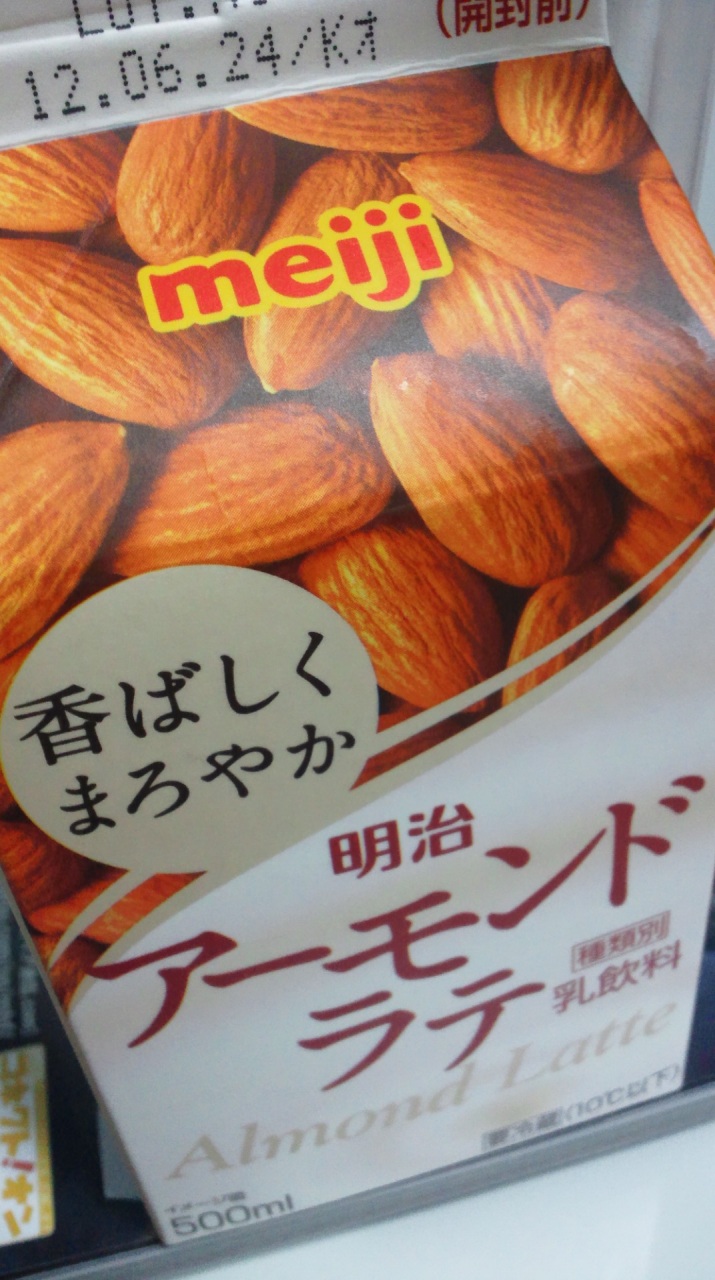 (開封前)
12.06.24/Kオ
meiji
香ばしく
まろやか
明治
アーモンド
ラテ
種類別
乳飲料
Almond Latte
要冷蔵(10℃以下)
イメージ図
500ml